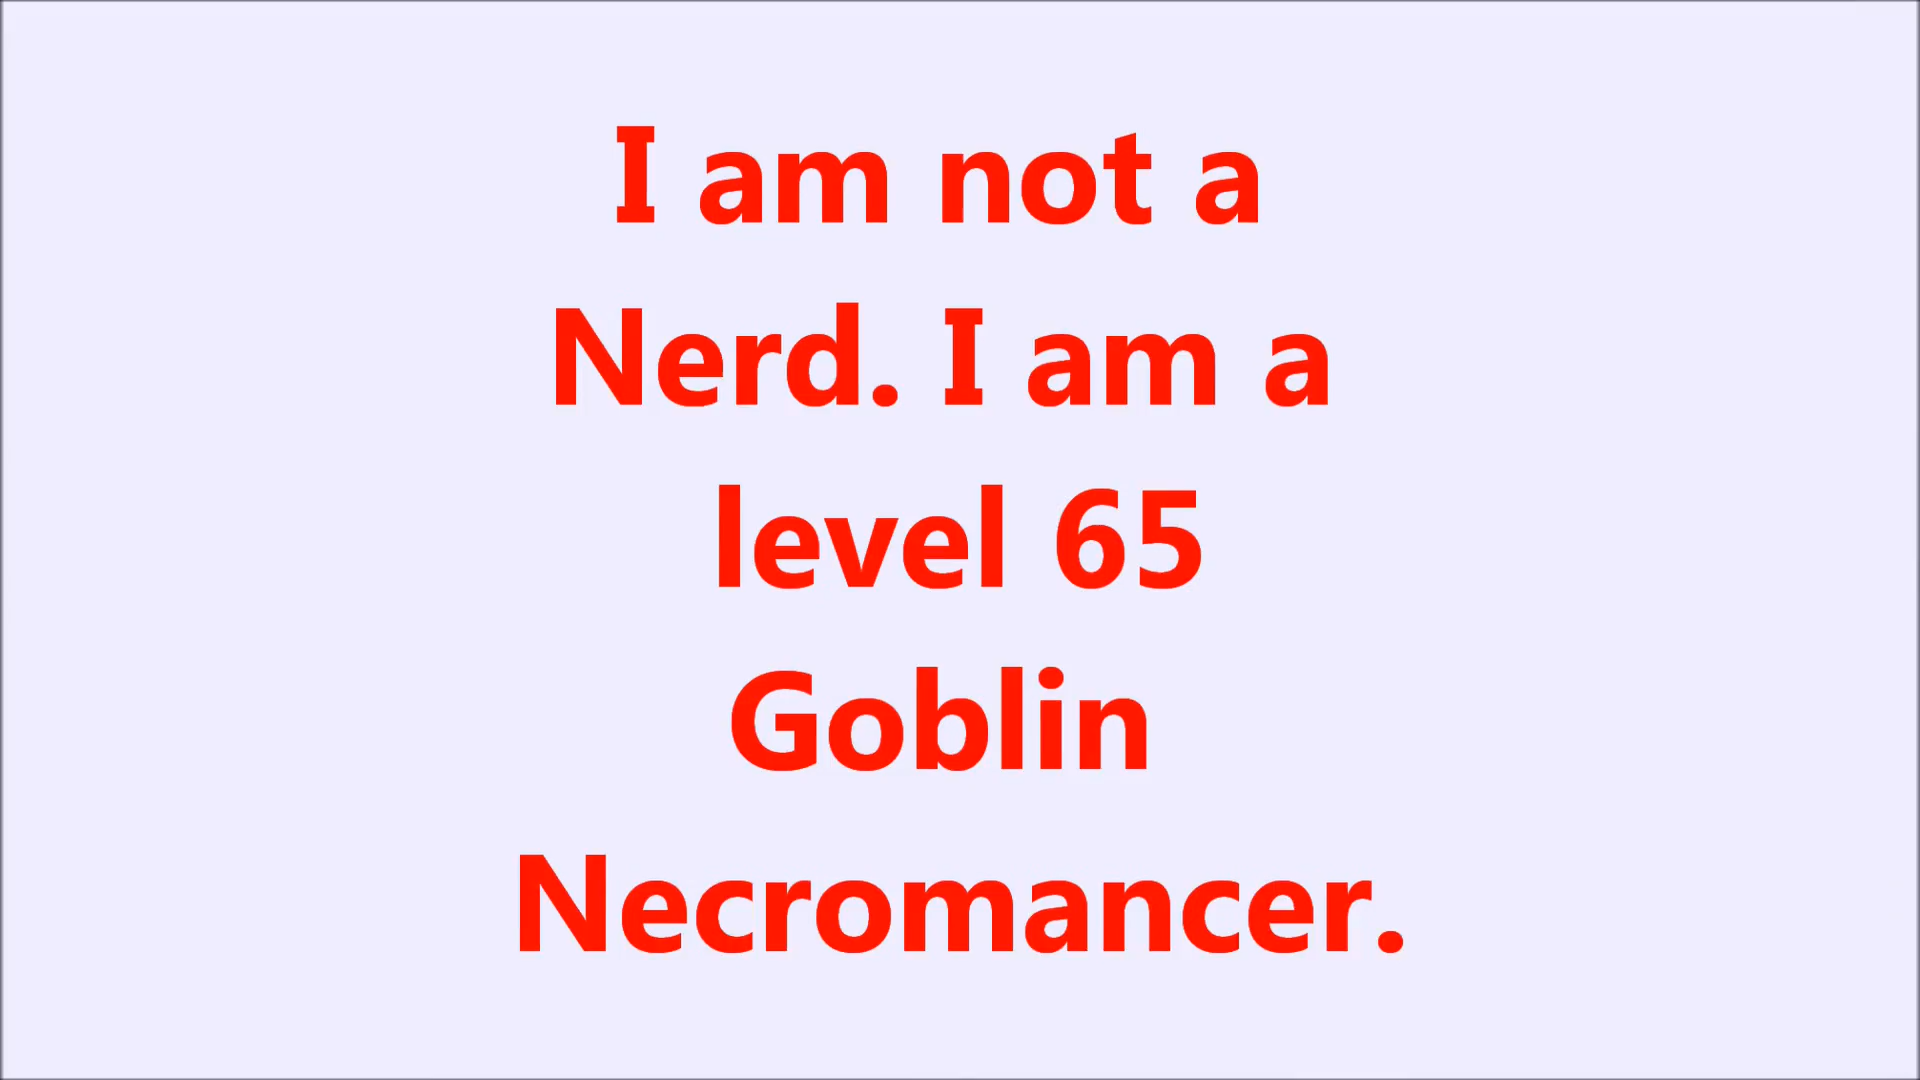 I am not a
Nerd. I am a
level 65
Goblin
Necromancer.